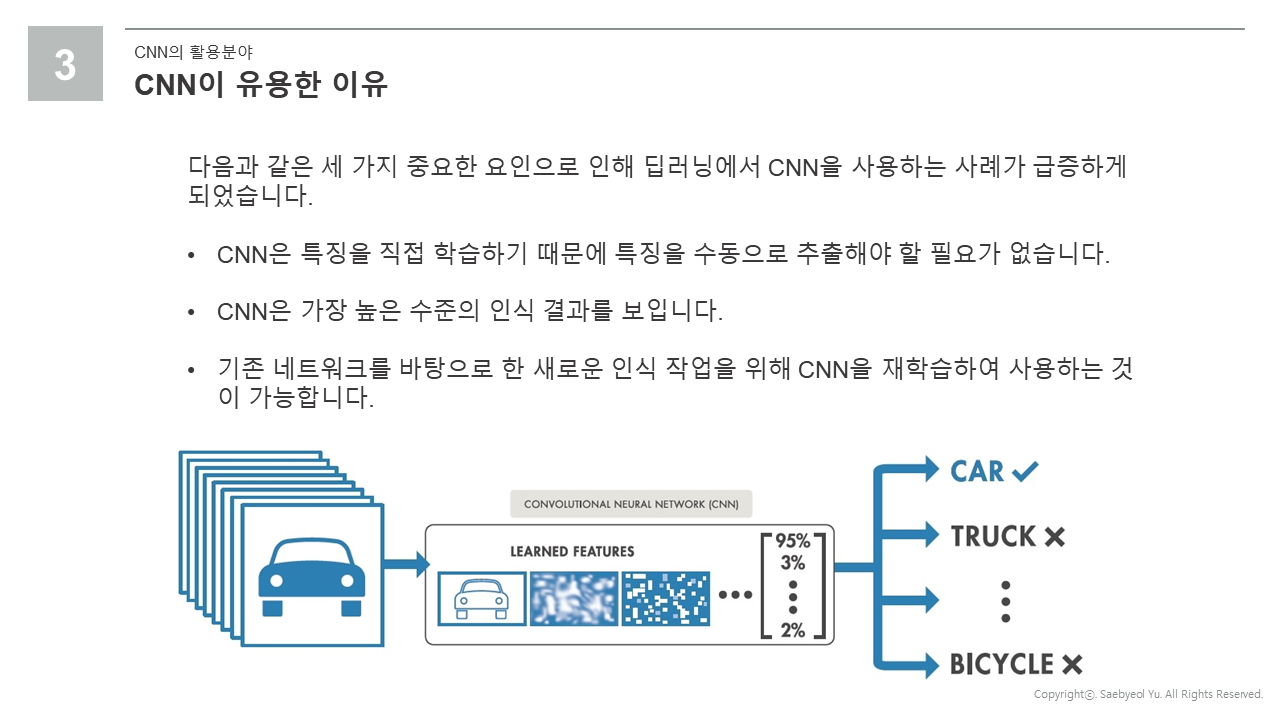 3
CNN의 활용분야
CNN이 유용한 이유
다음과 같은 세 가지 중요한 요인으로 인해 딥러닝에서 CNN을 사용하는 사례가 급증하게
되었습니다.
• CNN은 특징을 직접 학습하기 때문에 특징을 수동으로 추출해야 할 필요가 없습니다.
• CNN은 가장 높은 수준의 인식 결과를 보입니다.
• 기존 네트워크를 바탕으로 한 새로운 인식 작업을 위해 CNN을 재학습하여 사용하는 것
이 가능합니다.
CONVOLUTIONAL NEURAL NETWORK (CNN)
LEARNED FEATURES
95%
3%
2%
CAR
TRUCK
BICYCLE
Copyrightⓒ. Saebyeol Yu. All Rights Reserved.